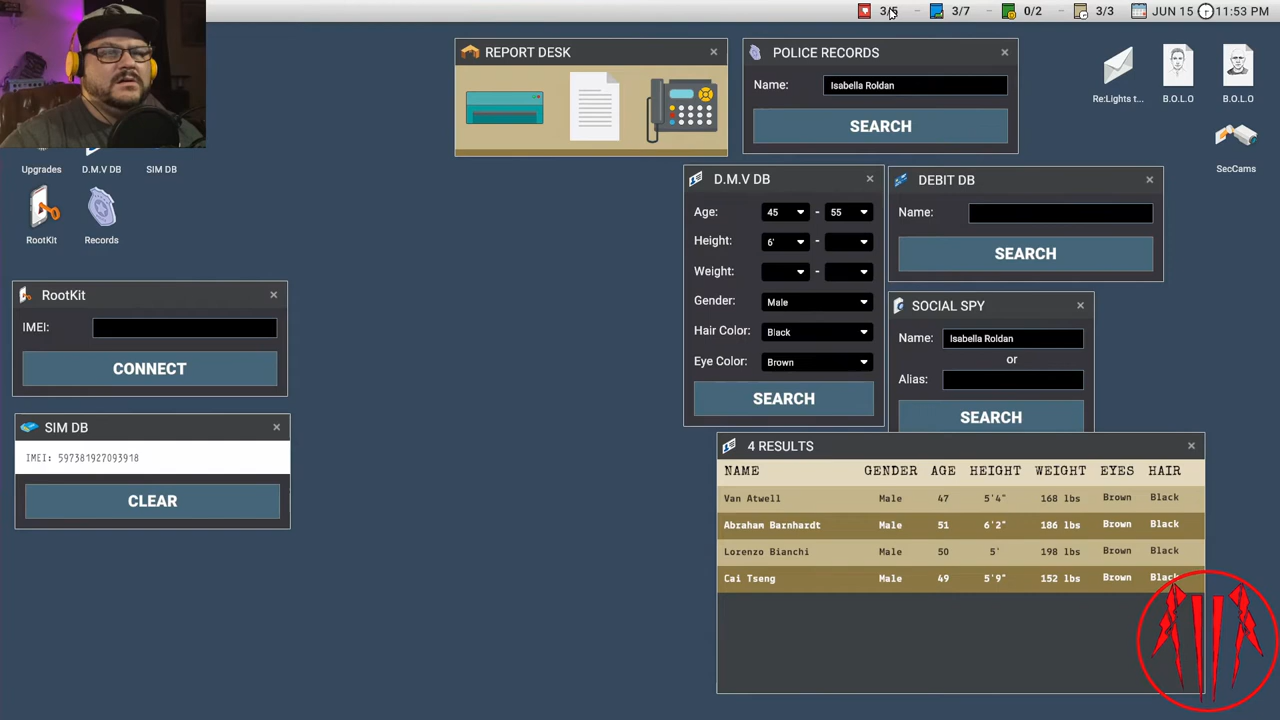 3/5 - 3/7 - 0/2 - 3/3 JUN 15 11:53 PM
REPORT DESK
POLICE RECORDS
Name: Isabella Roldan
SEARCH
Re:Lights t...
B.O.L.O
B.O.L.O
SecCams
Upgrades
D.M.V DB
SIM DB
RootKit
Records
D.M.V DB
Age: 45 - 55
Height: 6' -
Weight: -
Gender: Male
Hair Color: Black
Eye Color: Brown
SEARCH
DEBIT DB
Name:
SEARCH
RootKit
IMEI:
CONNECT
SOCIAL SPY
Name: Isabella Roldan
or
Alias:
SEARCH
SIM DB
IMEI: 597381927093918
CLEAR
4 RESULTS
NAME GENDER AGE HEIGHT WEIGHT EYES HAIR
Van Atwell Male 47 5'4" 168 lbs Brown Black
Abraham Barnhardt Male 51 6'2" 186 lbs Brown Black
Lorenzo Bianchi Male 50 5' 198 lbs Brown Black
Cai Tseng Male 49 5'9" 152 lbs Brown Black